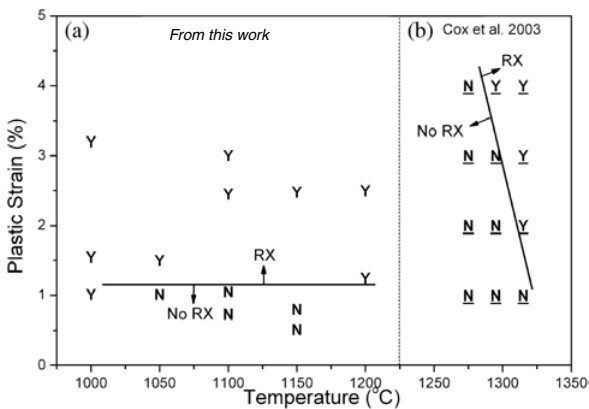 (a)
From this work
(b) Cox et al. 2003
5
4
3
2
1
0
Plastic Strain (%)
RX
N Y Y
Y
No RX
Y
N N Y
Y
Y Y
Y
Y
N N Y
RX
Y
Y N N
N N N
No RX
N
N
N
1000 1050 1100 1150 1200 1250 1300 1350
Temperature (°C)